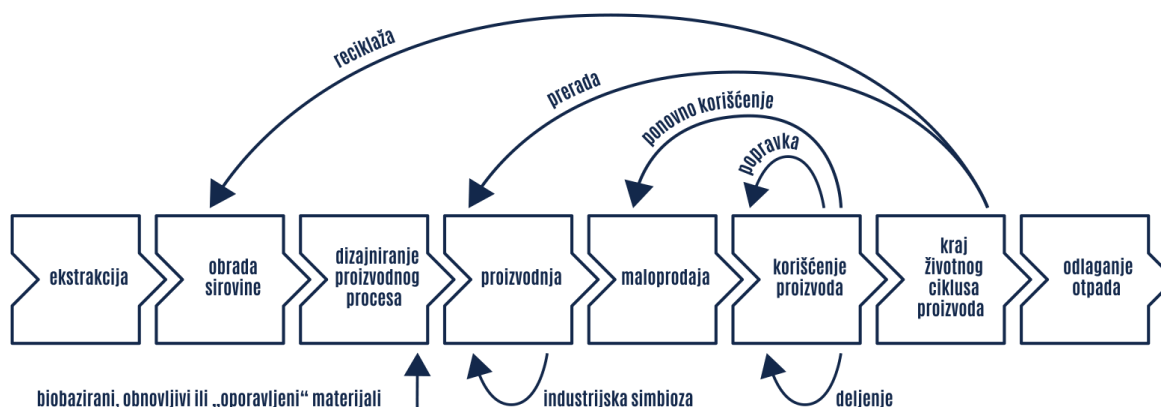 reciklaža
prerada
ponovno korišćenje
popravka
ekstrakcija
obrada
sirovine
dizajniranje
proizvodnog
procesa
proizvodnja
maloprodaja
korišćenje
proizvoda
kraj
životnog
ciklusa
proizvoda
odlaganje
otpada
biobazirani, obnovljivi ili „oporavljeni“ materijali
industrijska simbioza
deljenje